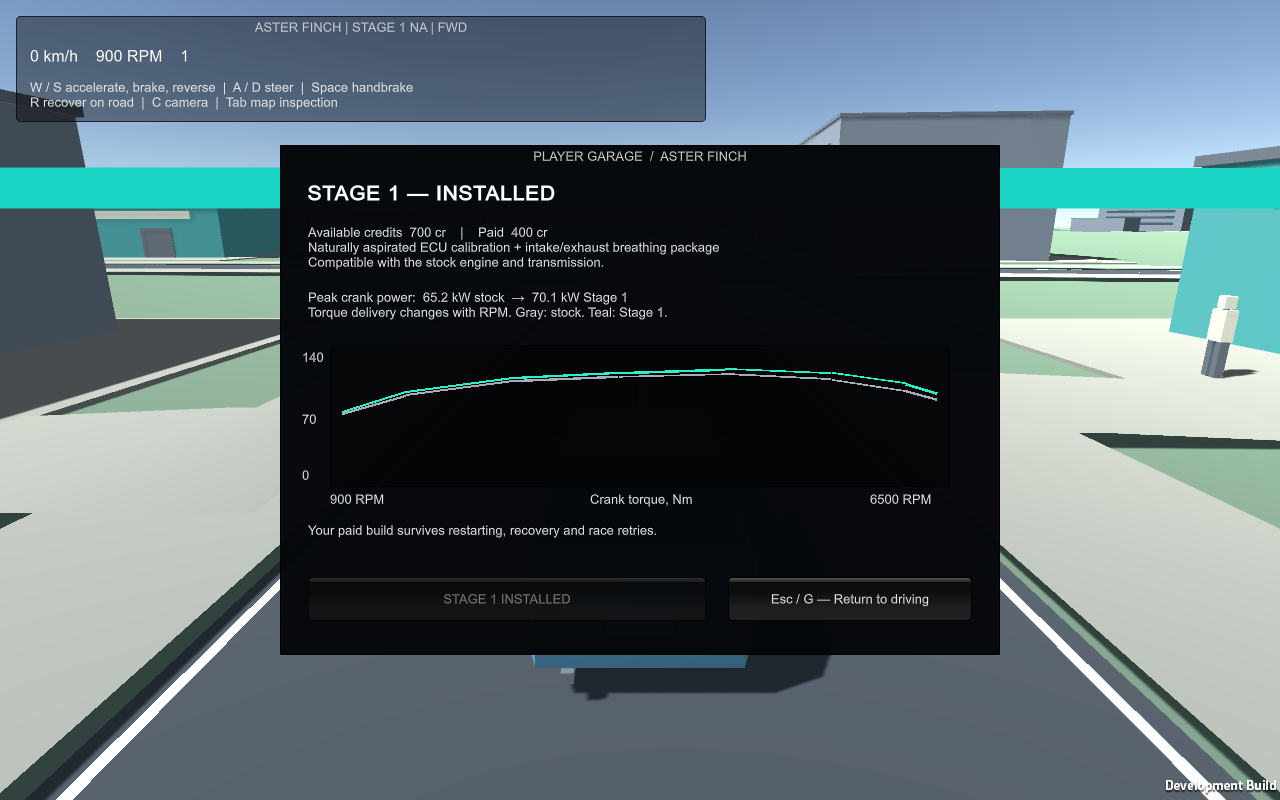 ASTER FINCH | STAGE 1 NA | FWD
0 km/h 900 RPM 1
W / S accelerate, brake, reverse | A / D steer | Space handbrake
R recover on road | C camera | Tab map inspection
PLAYER GARAGE / ASTER FINCH
STAGE 1 — INSTALLED
Available credits 700 cr | Paid 400 cr
Naturally aspirated ECU calibration + intake/exhaust breathing package
Compatible with the stock engine and transmission.
Peak crank power: 65.2 kW stock → 70.1 kW Stage 1
Torque delivery changes with RPM. Gray: stock. Teal: Stage 1.
140
70
0
900 RPM Crank torque, Nm 6500 RPM
Your paid build survives restarting, recovery and race retries.
STAGE 1 INSTALLED Esc / G — Return to driving
Development Build